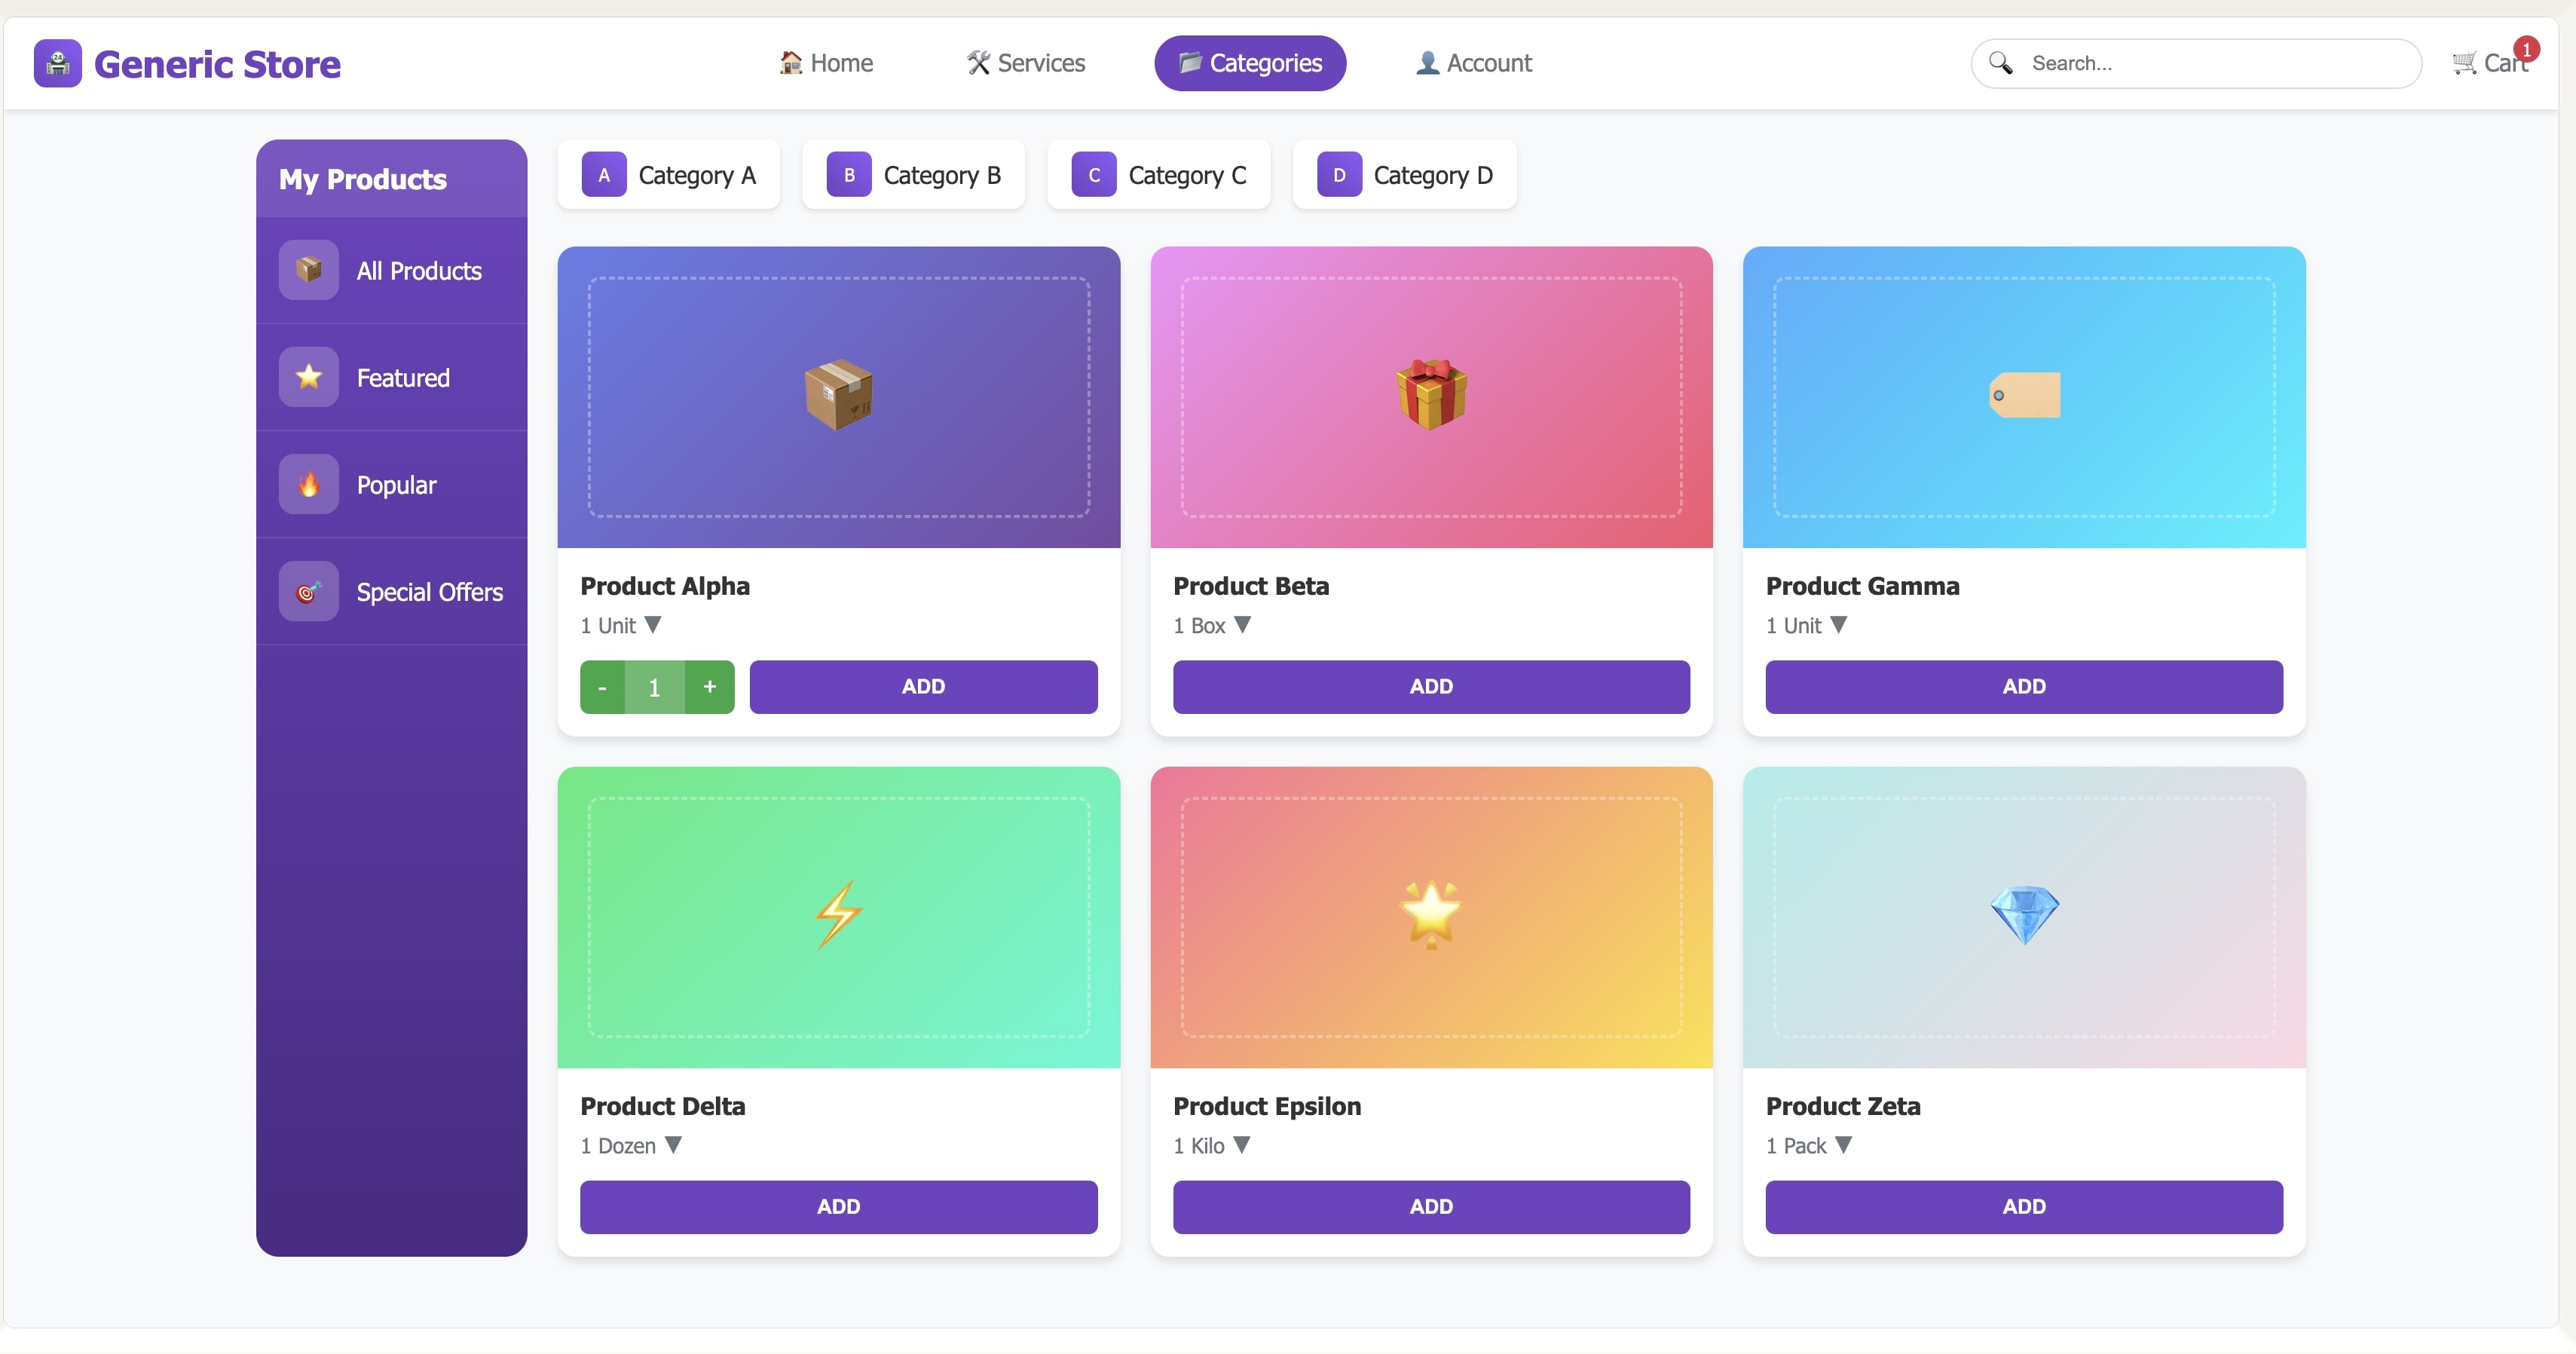 Generic Store
Home
Services
Categories
Account
Search...
Cart
1
My Products
All Products
Featured
Popular
Special Offers
A Category A
B Category B
C Category C
D Category D
Product Alpha
1 Unit ▼
- 1 +
ADD
Product Beta
1 Box ▼
ADD
Product Gamma
1 Unit ▼
ADD
Product Delta
1 Dozen ▼
ADD
Product Epsilon
1 Kilo ▼
ADD
Product Zeta
1 Pack ▼
ADD